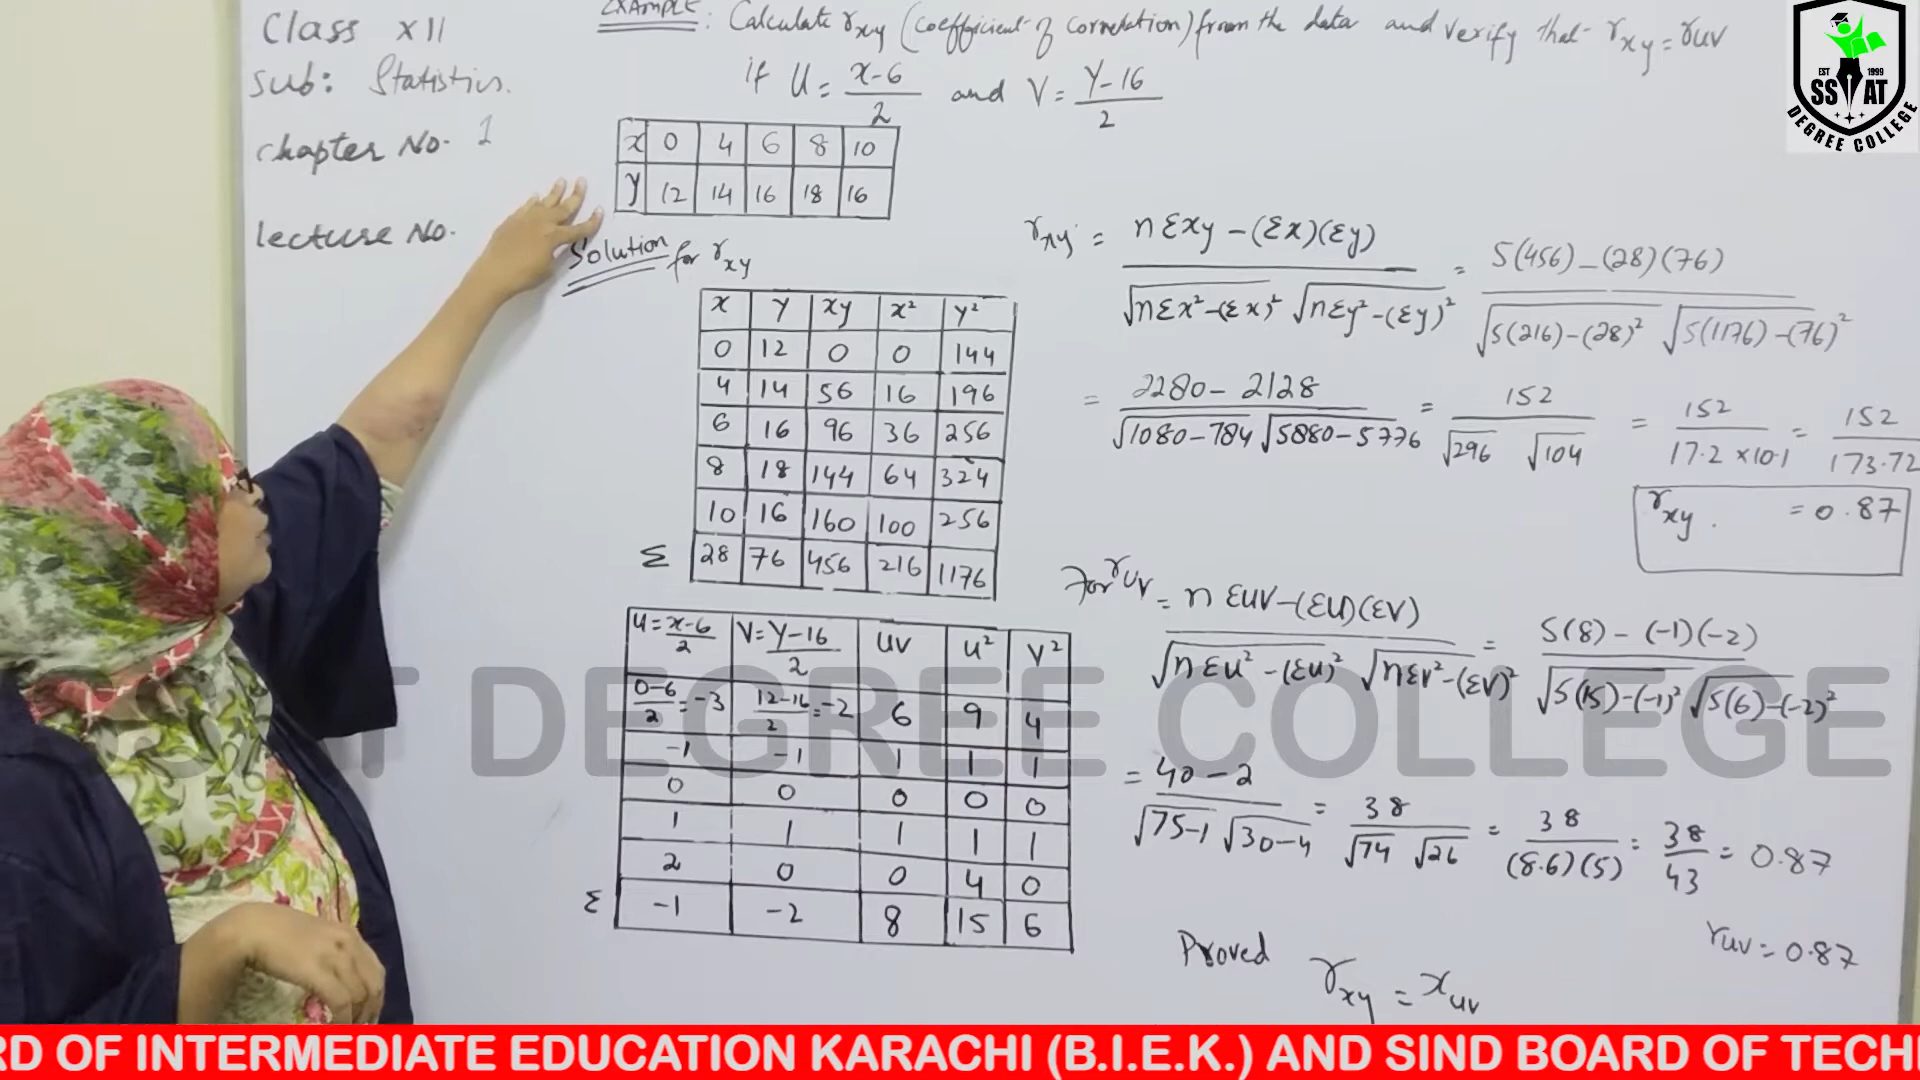 Class XII
Sub: Statistics.
Chapter No. 1
lecture No.
EXAMPLE: Calculate rxy (coefficient of correlation) from the data and verify that rxy = ruv
if U = x-6/2 and V = Y-16/2
x 0 4 6 8 10
y 12 14 16 18 16
Solution for rxy
x y xy x² y²
0 12 0 0 144
4 14 56 16 196
6 16 96 36 256
8 18 144 64 324
10 16 160 100 256
Σ 28 76 456 216 1176
u = x-6/2 V = Y-16/2 uv u² v²
0-6/2 = -3 12-16/2 = -2 6 9 4
-1 -1 1 1 1
0 0 0 0 0
1 1 1 1 1
2 0 0 4 0
Σ -1 -2 8 15 6
rxy = nΣxy - (Σx)(Σy) / √nΣx² - (Σx)² √nΣy² - (Σy)² = 5(456) - (28)(76) / √5(216) - (28)² √5(1176) - (76)²
= 2280 - 2128 / √1080 - 784 √5880 - 5776 = 152 / √296 √104 = 152 / 17.2 × 10.1 = 152 / 173.72
rxy . = 0.87
For ruv = nΣuv - (Σu)(Σv) / √nΣu² - (Σu)² √nΣv² - (Σv)² = 5(8) - (-1)(-2) / √5(15) - (-1)² √5(6) - (-2)²
= 40 - 2 / √75-1 √30-4 = 38 / √74 √26 = 38 / (8.6)(5) = 38 / 43 = 0.87
ruv = 0.87
Proved rxy = xuv
EST 1999
SSAT
DEGREE COLLEGE
DEGREE COLLEGE
RD OF INTERMEDIATE EDUCATION KARACHI (B.I.E.K.) AND SIND BOARD OF TECH